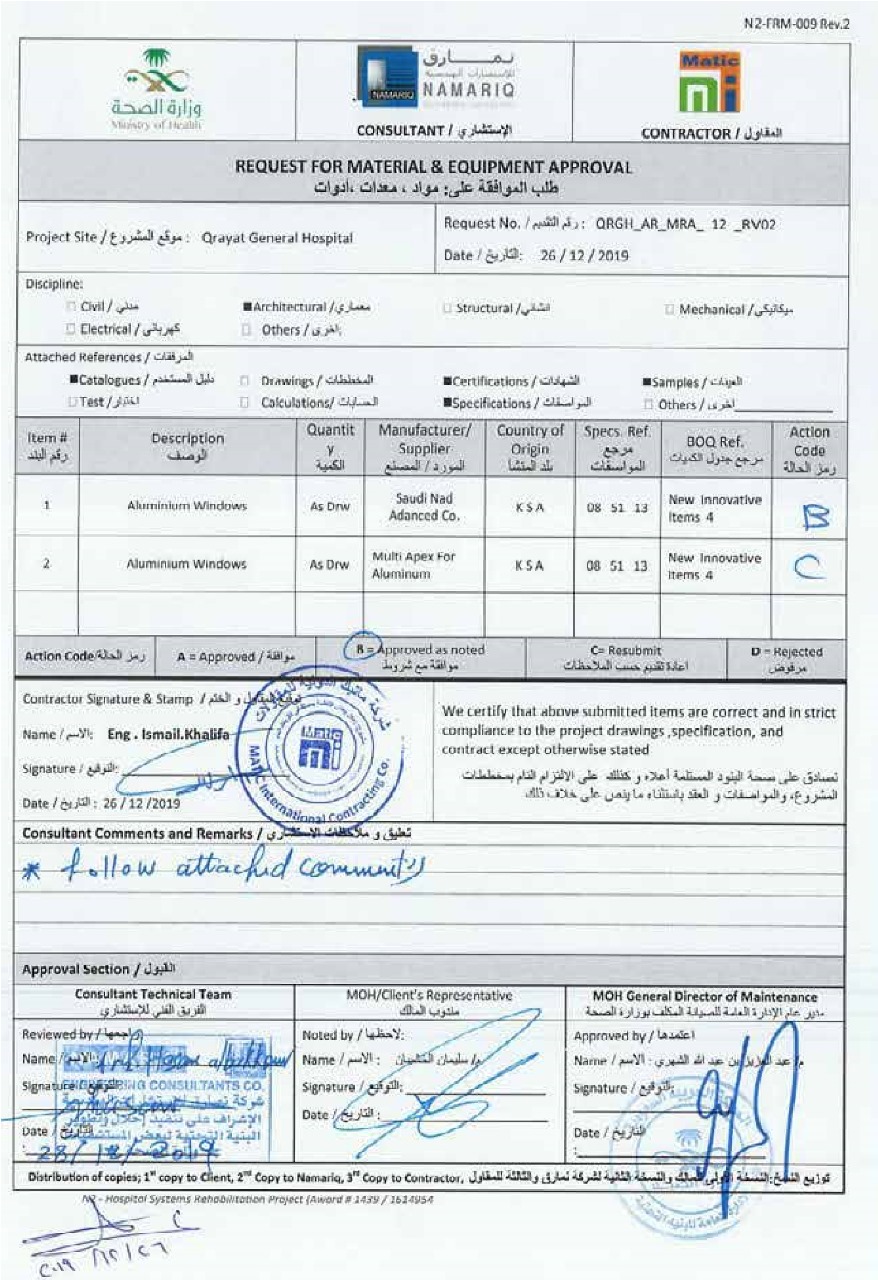 N2-FRM-009 Rev.2
وزارة الصحة
Ministry of Health
نمـــارق
للإستشارات الهندسية
NAMARIQ
NAMARIQ
CONSULTANT / الإستشاري
Matic
CONTRACTOR / المقاول
REQUEST FOR MATERIAL & EQUIPMENT APPROVAL
طلب الموافقة على: مواد ، معدات ،أدوات
Project Site / موقع المشروع : Qrayat General Hospital
Request No. / رقم التقديم : QRGH_AR_MRA_ 12 _RV02
Date / التاريخ: 26 / 12 / 2019
Discipline:
Civil / مدني
Architectural / معماري
Structural / انشائي
Mechanical / ميكانيكي
Electrical / كهربائي
Others / اخرى
Attached References / المرفقات
Catalogues / دليل المستخدم
Drawings / المخططات
Certifications / الشهادات
Samples / العينات
Test / اختبار
Calculations / الحسابات
Specifications / المواصفات
Others / اخرى
Item # Description Quantity Manufacturer/ Supplier Country of Origin Specs. Ref. BOQ Ref. Action Code
رقم البند الوصف الكمية المورد / المصنع بلد المنشأ مرجع المواصفات مرجع جدول الكميات رمز الحالة
1 Aluminium Windows As Drw Saudi Nad Adanced Co. K S A 08 51 13 New Innovative Items 4 B
2 Aluminium Windows As Drw Multi Apex For Aluminum K S A 08 51 13 New Innovative Items 4 C
Action Code/رمز الحالة A = Approved / موافقة B = Approved as noted موافقة مع شروط C= Resubmit اعادة تقديم حسب الملاحظات D = Rejected مرفوض
Contractor Signature & Stamp / توقيع المقاول و الختم
Name / الاسم: Eng . Ismail.Khalifa
Signature / التوقيع:
Date / التاريخ : 26 /12 /2019
Matic
MATIC International Contracting Co.
We certify that above submitted items are correct and in strict
compliance to the project drawings ,specification, and
contract except otherwise stated
نصادق على صحة البنود المستلمة أعلاه و كذلك على الالتزام التام بمخططات
المشروع، والمواصفات و العقد باستثناء ما ينص على خلاف ذلك
Consultant Comments and Remarks / تعليق و ملاحظات الاستشاري
* follow attached comments
Approval Section / القبول
Consultant Technical Team
الفريق الفني للإستشاري
MOH/Client's Representative
مندوب المالك
MOH General Director of Maintenance
مدير عام الإدارة العامة للصيانة المكلف بوزارة الصحة
Reviewed by / راجعها
Name / الاسم:
Signature / التوقيع:
ENGINEERING CONSULTANTS CO.
الإشراف على تنفيذ إحلال وتطوير
البنية التحتية لبعض المستشفيات
Date / التاريخ :
28/12/2019
Noted by / لاحظها
Name / الاسم : م/ سليمان
Signature / التوقيع:
Date / التاريخ :
Approved by / اعتمدها
Name / الاسم : م/ عبد العزيز بن عبد الله الشهري
Signature / التوقيع:
Date / التاريخ :
Distribution of copies; 1st copy to Client, 2nd Copy to Namariq, 3rd Copy to Contractor, توزيع النسخ: النسخة الأولى للمالك والنسخة الثانية لشركة نمارق والثالثة للمقاول
N2 - Hospital Systems Rehabilitation Project (Award # 1439 / 1614954